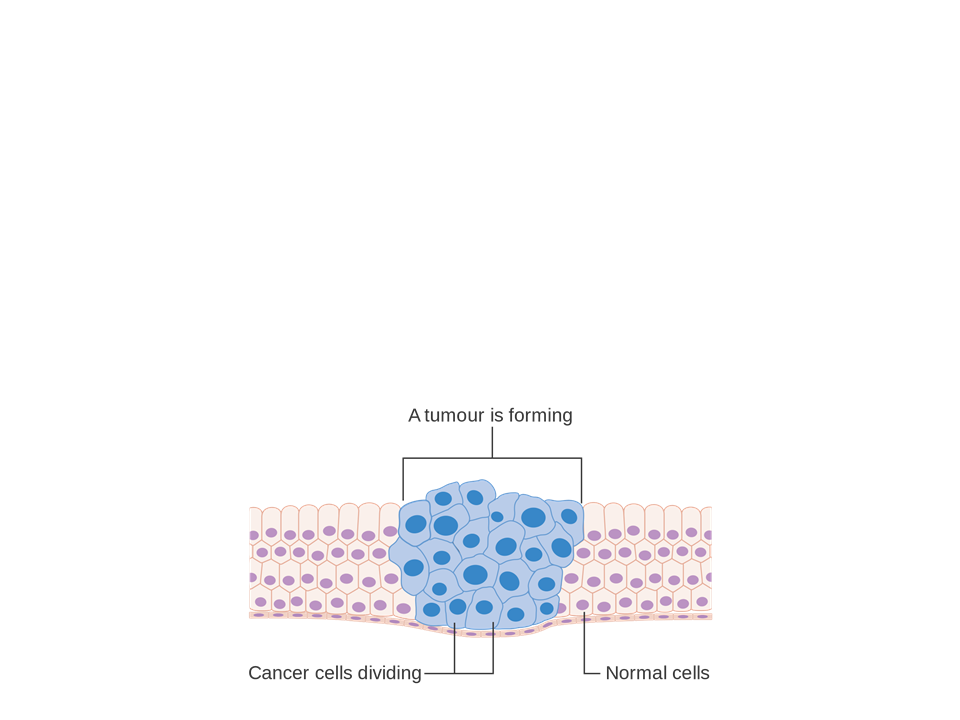 A tumour is forming
Cancer cells dividing
Normal cells